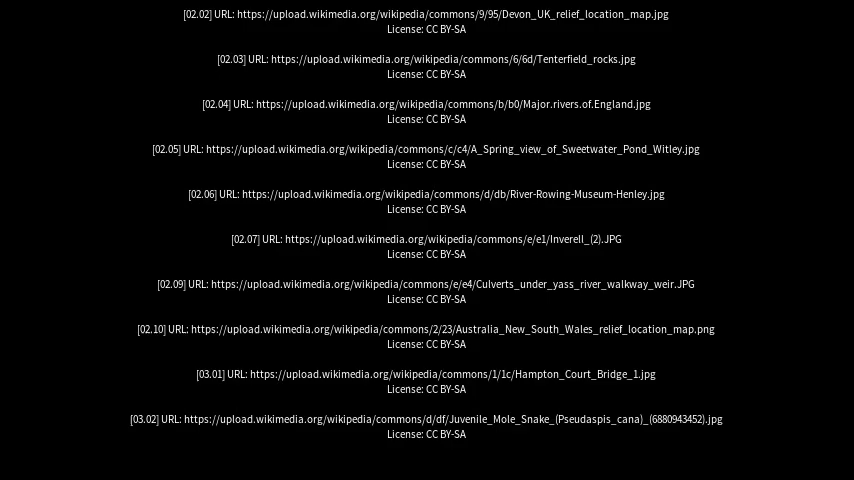 [02.02] URL: https://upload.wikimedia.org/wikipedia/commons/9/95/Devon_UK_relief_location_map.jpg
License: CC BY-SA
[02.03] URL: https://upload.wikimedia.org/wikipedia/commons/6/6d/Tenterfield_rocks.jpg
License: CC BY-SA
[02.04] URL: https://upload.wikimedia.org/wikipedia/commons/b/b0/Major.rivers.of.England.jpg
License: CC BY-SA
[02.05] URL: https://upload.wikimedia.org/wikipedia/commons/c/c4/A_Spring_view_of_Sweetwater_Pond_Witley.jpg
License: CC BY-SA
[02.06] URL: https://upload.wikimedia.org/wikipedia/commons/d/db/River-Rowing-Museum-Henley.jpg
License: CC BY-SA
[02.07] URL: https://upload.wikimedia.org/wikipedia/commons/e/e1/Inverell_(2).JPG
License: CC BY-SA
[02.09] URL: https://upload.wikimedia.org/wikipedia/commons/e/e4/Culverts_under_yass_river_walkway_weir.JPG
License: CC BY-SA
[02.10] URL: https://upload.wikimedia.org/wikipedia/commons/2/23/Australia_New_South_Wales_relief_location_map.png
License: CC BY-SA
[03.01] URL: https://upload.wikimedia.org/wikipedia/commons/1/1c/Hampton_Court_Bridge_1.jpg
License: CC BY-SA
[03.02] URL: https://upload.wikimedia.org/wikipedia/commons/d/df/Juvenile_Mole_Snake_(Pseudaspis_cana)_(6880943452).jpg
License: CC BY-SA